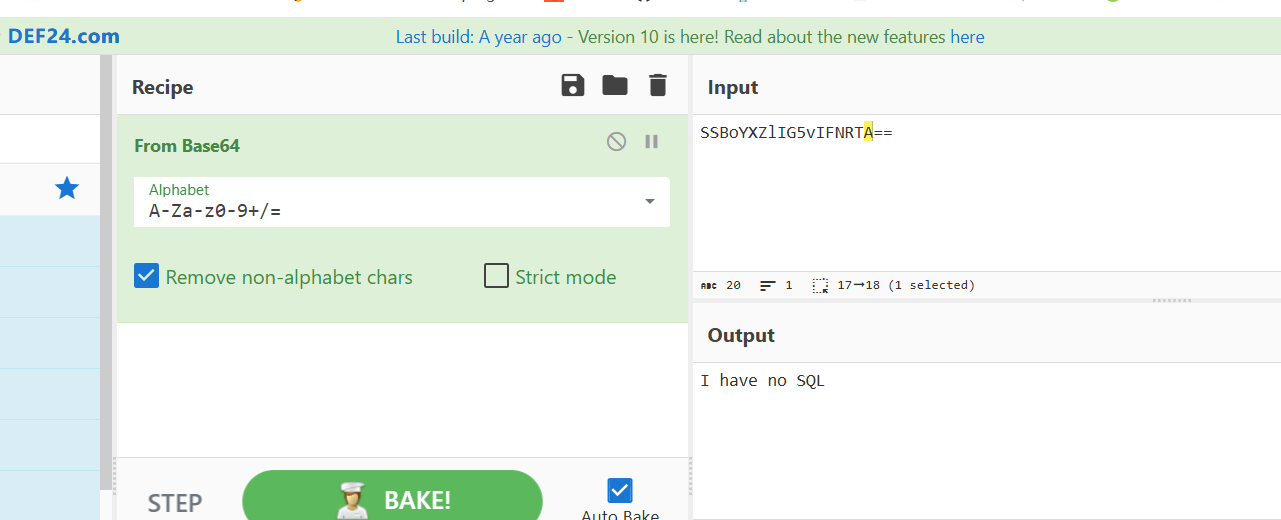 DEF24.com
Last build: A year ago - Version 10 is here! Read about the new features here
Recipe
From Base64
Alphabet
A-Za-z0-9+/=
Remove non-alphabet chars
Strict mode
STEP
BAKE!
Auto Bake
Input
SSBoYXZlIG5vIFNRTA==
ABC 20 1 17→18 (1 selected)
Output
I have no SQL